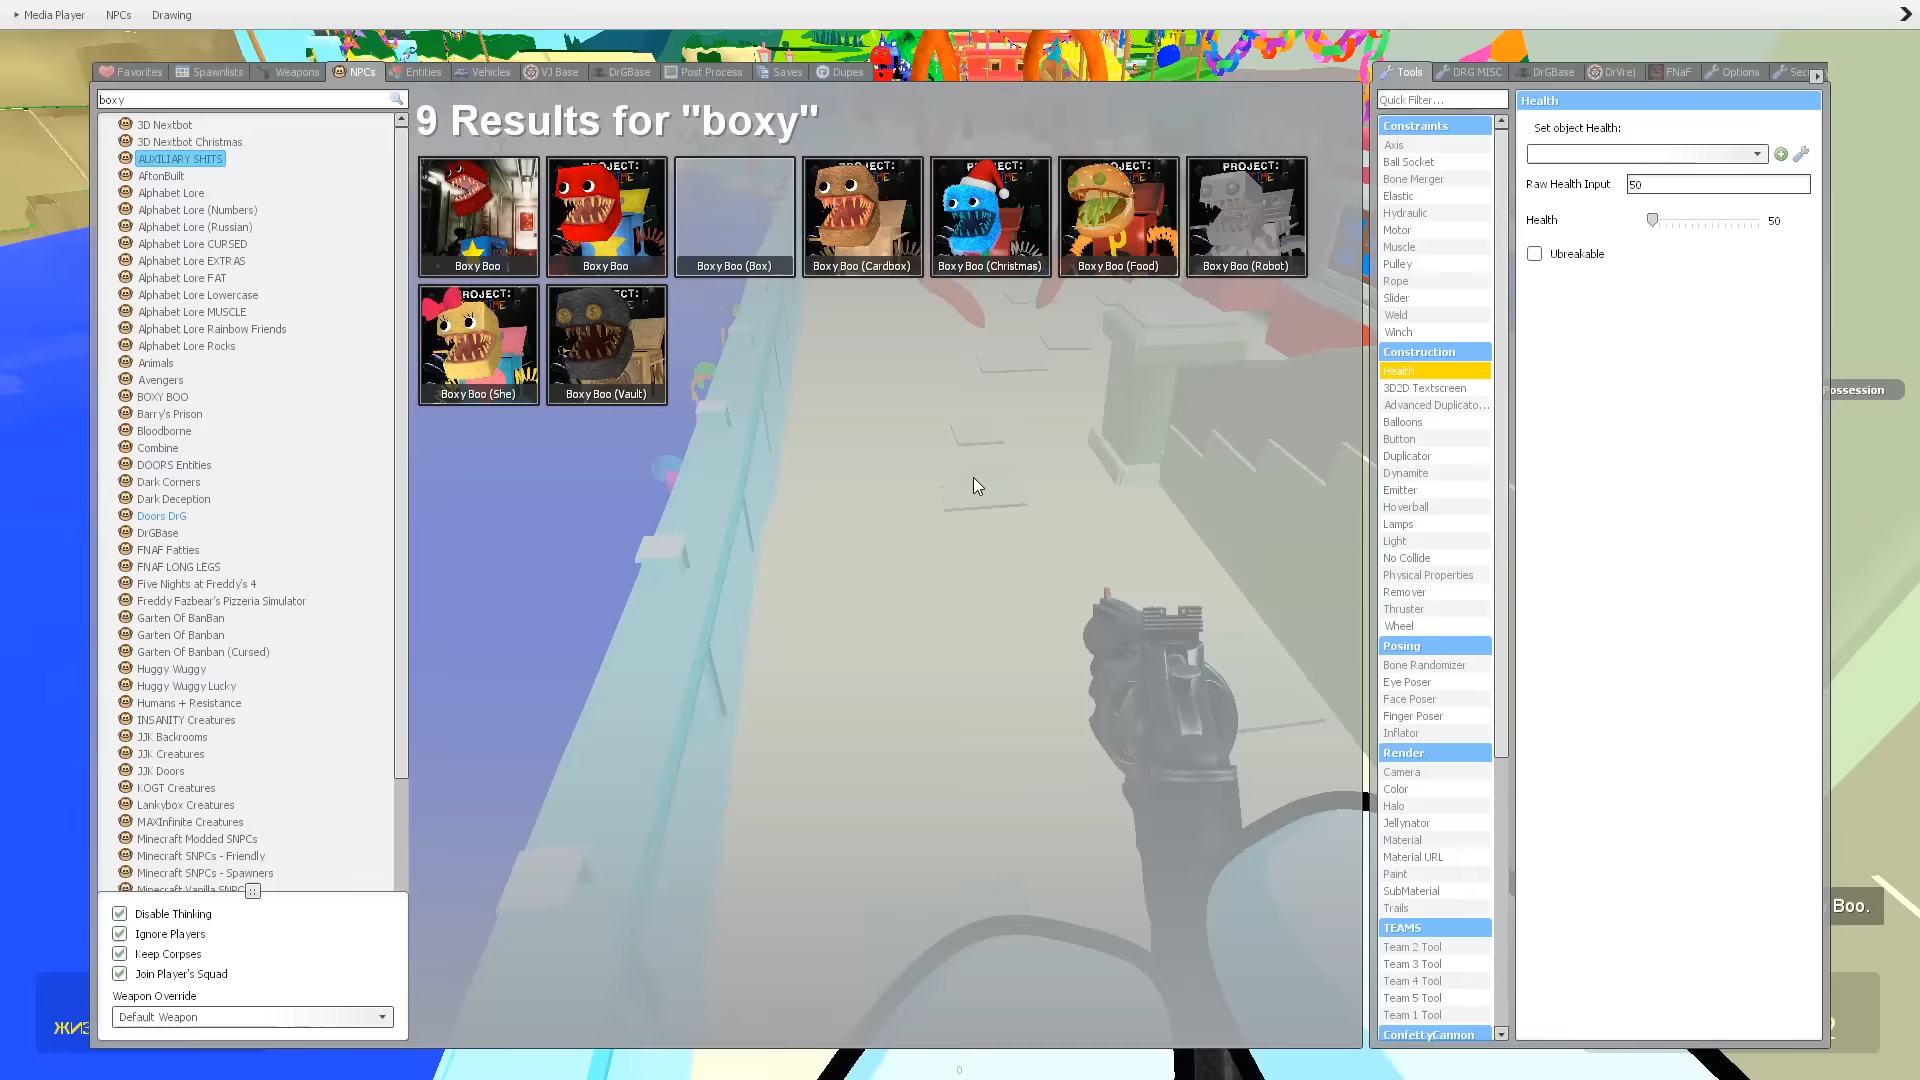 Media Player NPCs Drawing
Favorites Spawnlists Weapons NPCs Entities Vehicles VJ Base DrGBase Post Process Saves Dupes
Tools DRG MISC DrGBase DrVrej FNaF Options
boxy
3D Nextbot
3D Nextbot Christmas
AUXILIARY SHITS
AftonBuilt
Alphabet Lore
Alphabet Lore (Numbers)
Alphabet Lore (Russian)
Alphabet Lore CURSED
Alphabet Lore EXTRAS
Alphabet Lore FAT
Alphabet Lore Lowercase
Alphabet Lore MUSCLE
Alphabet Lore Rainbow Friends
Alphabet Lore Rocks
Animals
Avengers
BOXY BOO
Barry's Prison
Bloodborne
Combine
DOORS Entities
Dark Corners
Dark Deception
Doors DrG
DrGBase
FNAF Fatties
FNAF LONG LEGS
Five Nights at Freddy's 4
Freddy Fazbear's Pizzeria Simulator
Garten Of BanBan
Garten Of Banban
Garten Of Banban (Cursed)
Huggy Wuggy
Huggy Wuggy Lucky
Humans + Resistance
INSANITY Creatures
JJK Backrooms
JJK Creatures
JJK Doors
KOGT Creatures
Lankybox Creatures
MAXInfinite Creatures
Minecraft Modded SNPCs
Minecraft SNPCs - Friendly
Minecraft SNPCs - Spawners
Minecraft Vanilla SNPC
Disable Thinking
Ignore Players
Keep Corpses
Join Player's Squad
Weapon Override
Default Weapon
9 Results for "boxy"
Boxy Boo
Boxy Boo
Boxy Boo (Box)
Boxy Boo (Cardbox)
Boxy Boo (Christmas)
Boxy Boo (Food)
PROJECT:
Boxy Boo (Robot)
Boxy Boo (She)
Boxy Boo (Vault)
Quick Filter...
Constraints
Axis
Ball Socket
Bone Merger
Elastic
Hydraulic
Motor
Muscle
Pulley
Rope
Slider
Weld
Winch
Construction
Health
3D2D Textscreen
Advanced Duplicato...
Balloons
Button
Duplicator
Dynamite
Emitter
Hoverball
Lamps
Light
No Collide
Physical Properties
Remover
Thruster
Wheel
Posing
Bone Randomizer
Eye Poser
Face Poser
Finger Poser
Inflator
Render
Camera
Color
Halo
Jellynator
Material
Material URL
Paint
SubMaterial
Trails
TEAMS
Team 2 Tool
Team 3 Tool
Team 4 Tool
Team 5 Tool
Team 1 Tool
ConfettyCannon
Health
Set object Health:
Raw Health Input 50
Health 50
Ubreakable
Possession
Boo.
0